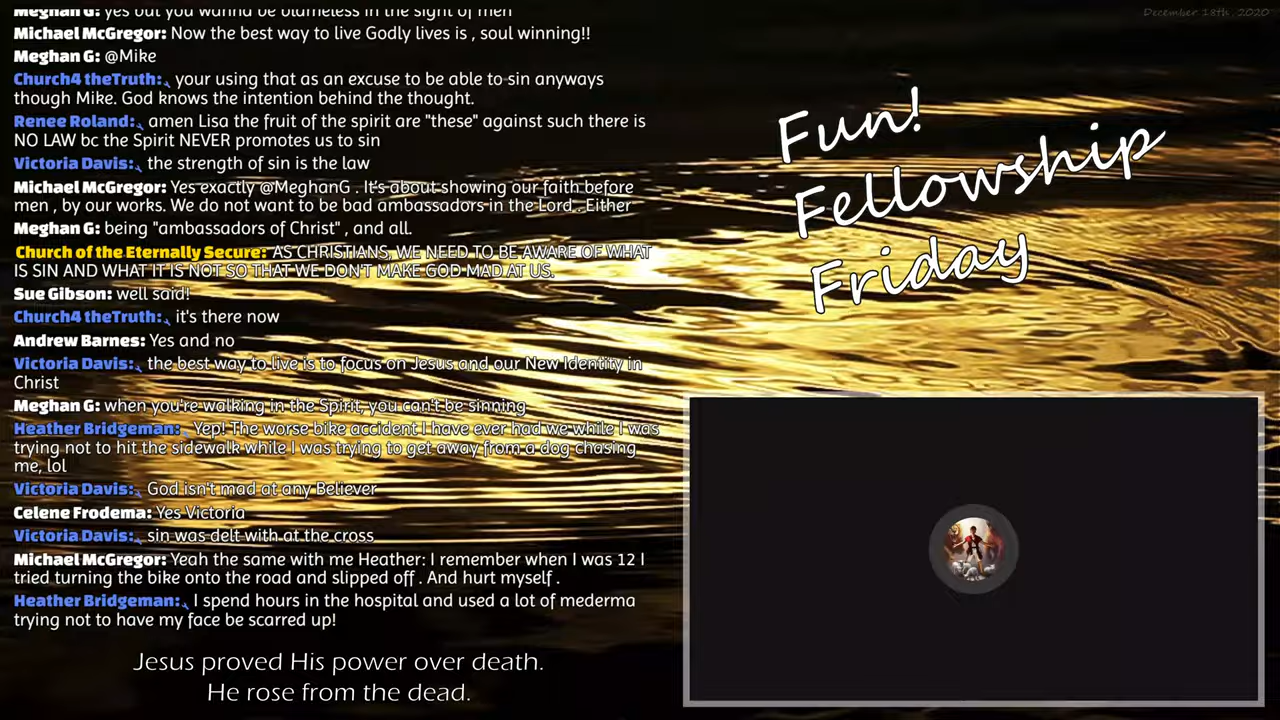 Meghan G: yes but you wanna be blameless in the sight of men
Michael McGregor: Now the best way to live Godly lives is , soul winning!!
Meghan G: @Mike
Church4 theTruth: your using that as an excuse to be able to sin anyways
though Mike. God knows the intention behind the thought.
Renee Roland: amen Lisa the fruit of the spirit are "these" against such there is
NO LAW bc the Spirit NEVER promotes us to sin
Victoria Davis: the strength of sin is the law
Michael McGregor: Yes exactly @MeghanG . It's about showing our faith before
men , by our works. We do not want to be bad ambassadors in the Lord . Either
Meghan G: being "ambassadors of Christ" , and all.
Church of the Eternally Secure: AS CHRISTIANS, WE NEED TO BE AWARE OF WHAT
IS SIN AND WHAT IT IS NOT SO THAT WE DON'T MAKE GOD MAD AT US.
Sue Gibson: well said!
Church4 theTruth: it's there now
Andrew Barnes: Yes and no
Victoria Davis: the best way to live is to focus on Jesus and our New Identity in
Christ
Meghan G: when you're walking in the Spirit, you can't be sinning
Heather Bridgeman: Yep! The worse bike accident I have ever had we while I was
trying not to hit the sidewalk while I was trying to get away from a dog chasing
me, lol
Victoria Davis: God isn't mad at any Believer
Celene Frodema: Yes Victoria
Victoria Davis: sin was delt with at the cross
Michael McGregor: Yeah the same with me Heather: I remember when I was 12 I
tried turning the bike onto the road and slipped off . And hurt myself .
Heather Bridgeman: I spend hours in the hospital and used a lot of mederma
trying not to have my face be scarred up!
Jesus proved His power over death.
He rose from the dead.
December 18th, 2020
Fun!
Fellowship
Friday